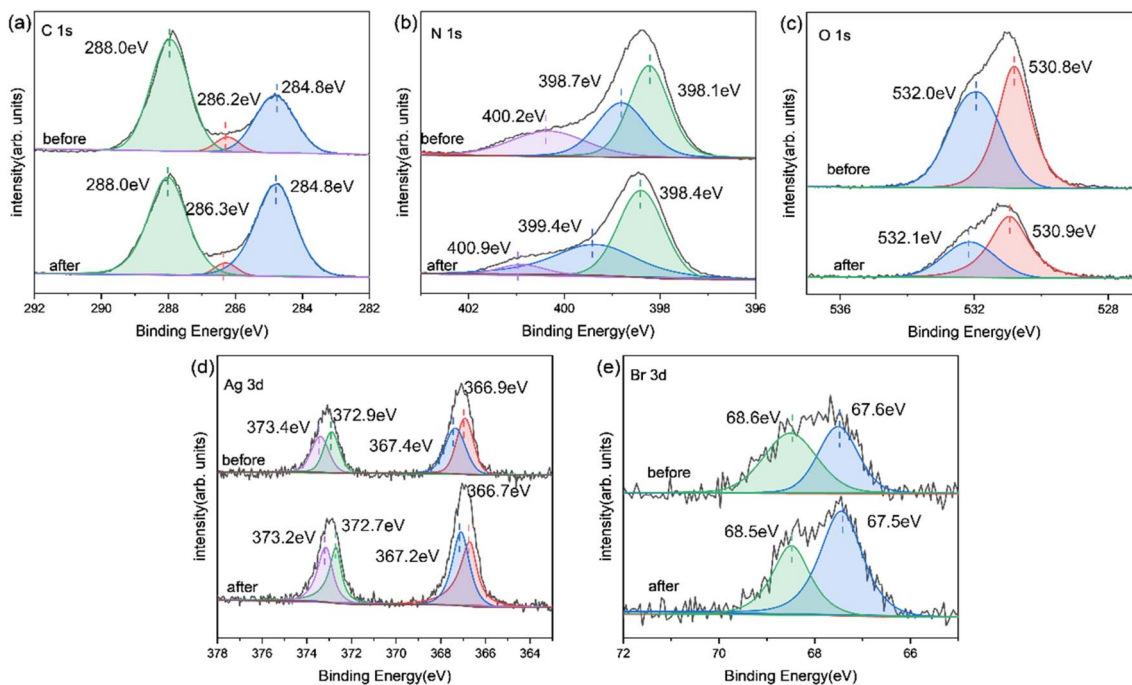 (a)
C 1s
288.0eV
286.2eV
284.8eV
before
288.0eV
286.3eV
284.8eV
after
intensity(arb. units)
292 290 288 286 284 282
Binding Energy(eV)
(b)
N 1s
398.7eV
400.2eV
398.1eV
before
398.4eV
399.4eV
400.9eV
after
intensity(arb. units)
402 400 398 396
Binding Energy(eV)
(c)
O 1s
532.0eV
530.8eV
before
532.1eV
530.9eV
after
intensity(arb. units)
536 532 528
Binding Energy(eV)
(d)
Ag 3d
366.9eV
373.4eV
372.9eV
367.4eV
before
366.7eV
373.2eV
372.7eV
367.2eV
after
intensity(arb. units)
378 376 374 372 370 368 366 364
Binding Energy(eV)
(e)
Br 3d
68.6eV
67.6eV
before
68.5eV
67.5eV
after
intensity(arb. units)
72 70 68 66
Binding Energy(eV)